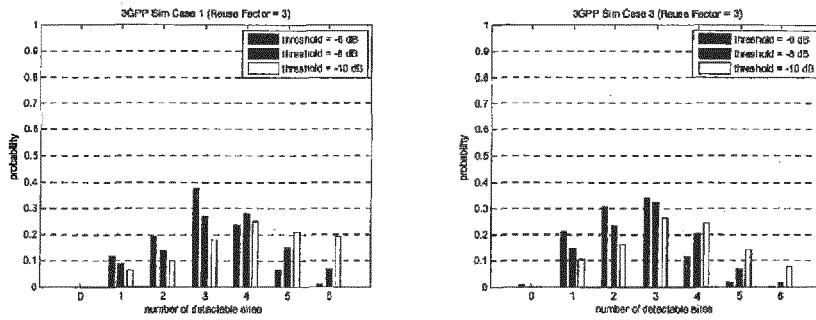 3GPP Sim Case 1 (Reuse Factor = 3)
1
0.9
0.8
0.7
0.6
0.5
0.4
0.3
0.2
0.1
0
probability
threshold = -6 dB
threshold = -8 dB
threshold = -10 dB
0 1 2 3 4 5 6
number of detectable sites
3GPP Sim Case 3 (Reuse Factor = 3)
1
0.9
0.8
0.7
0.6
0.5
0.4
0.3
0.2
0.1
0
probability
threshold = -6 dB
threshold = -8 dB
threshold = -10 dB
0 1 2 3 4 5 6
number of detectable sites